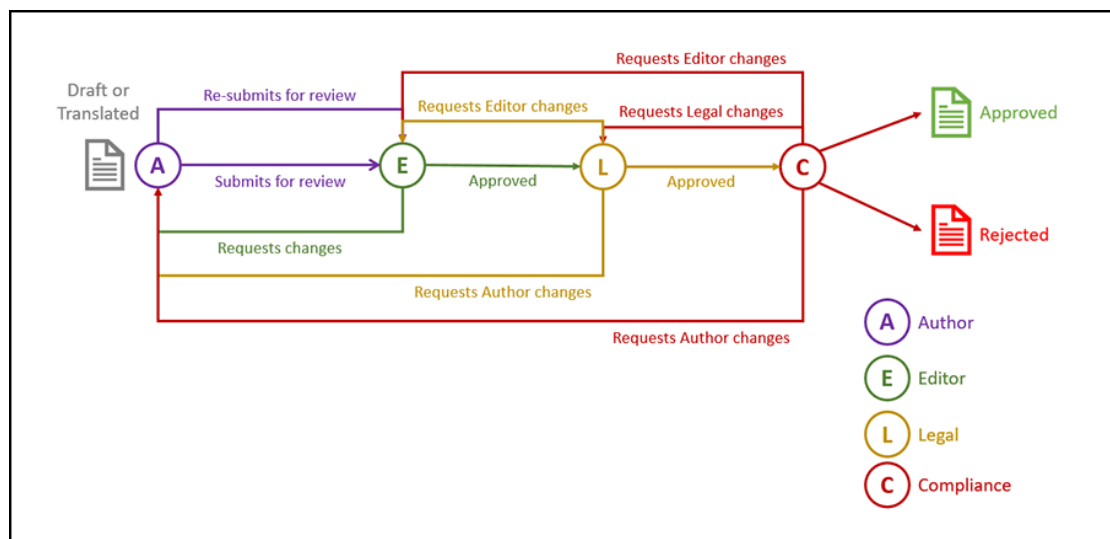 Requests Editor changes
Draft or
Translated
Re-submits for review
Requests Editor changes
Requests Legal changes
Approved
A
E
L
C
Submits for review
Approved
Approved
Requests changes
Rejected
Requests Author changes
Requests Author changes
A Author
E Editor
L Legal
C Compliance